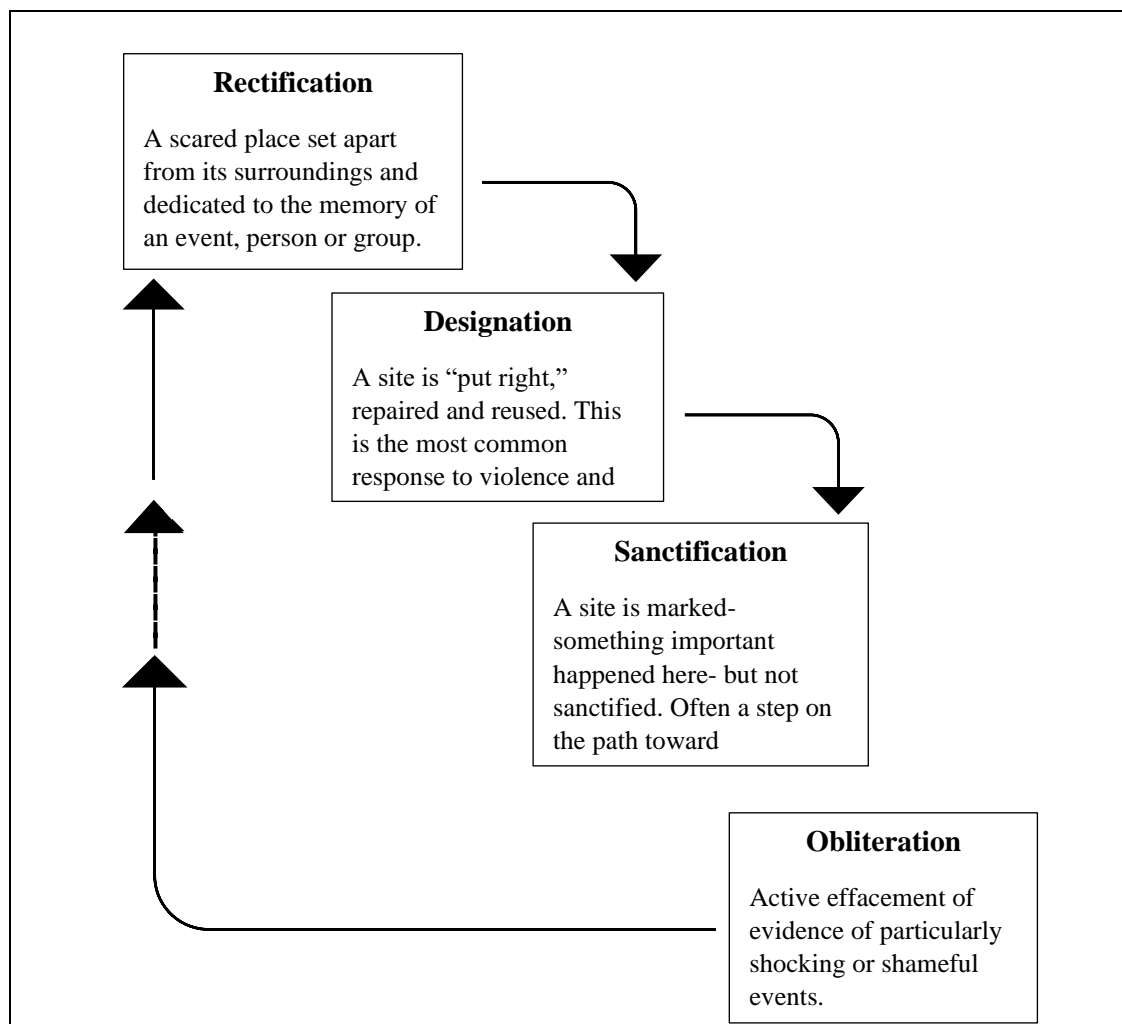 Rectification
A scared place set apart
from its surroundings and
dedicated to the memory of
an event, person or group.
Designation
A site is “put right,”
repaired and reused. This
is the most common
response to violence and
Sanctification
A site is marked-
something important
happened here- but not
sanctified. Often a step on
the path toward
Obliteration
Active effacement of
evidence of particularly
shocking or shameful
events.